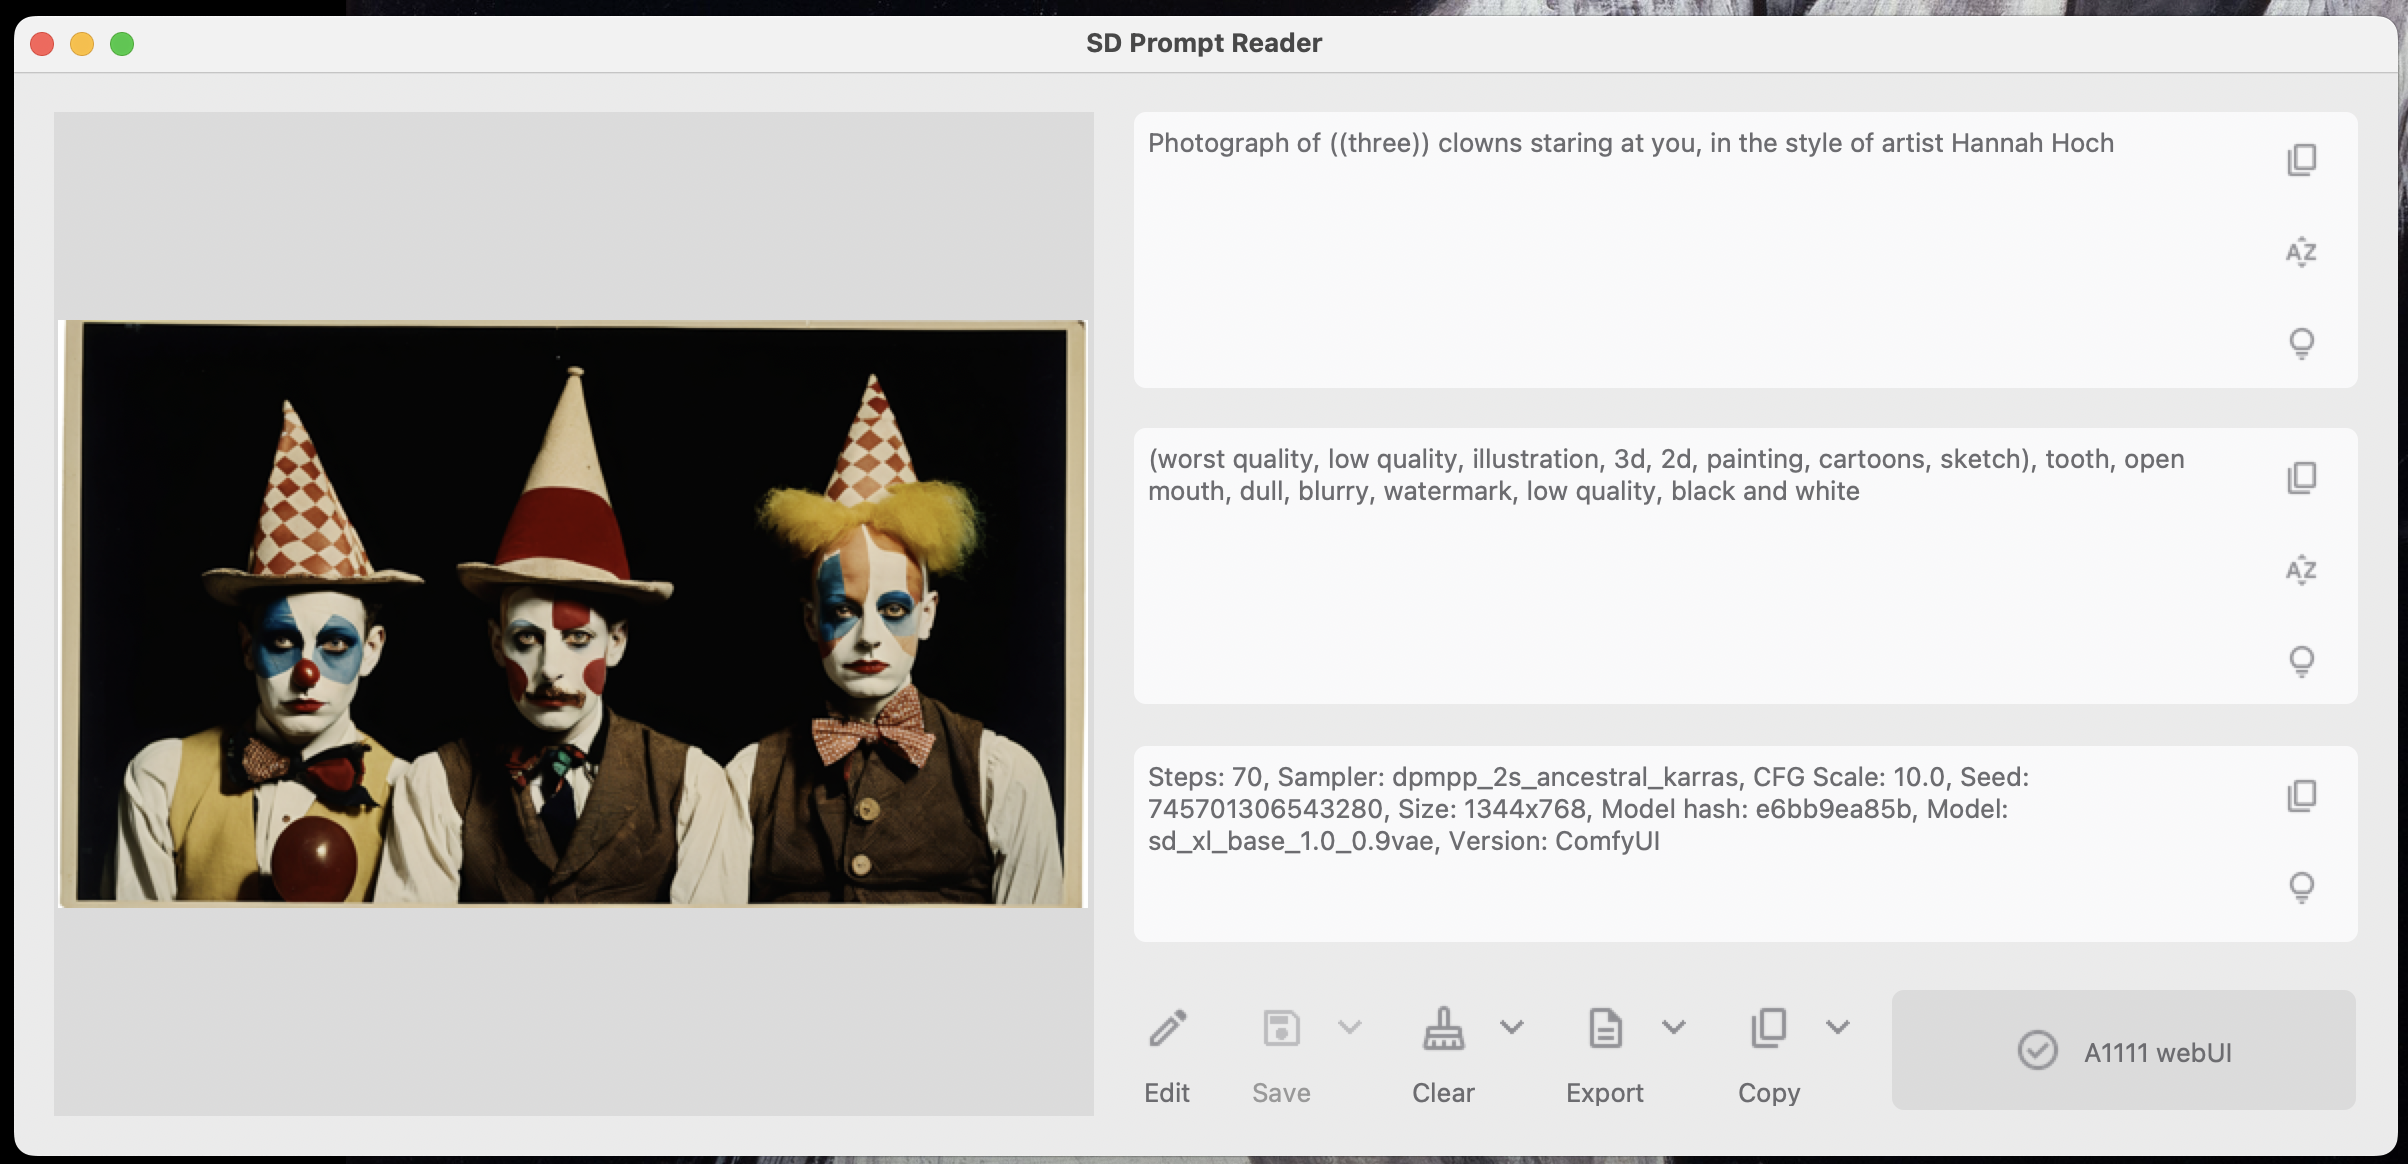 SD Prompt Reader
Photograph of ((three)) clowns staring at you, in the style of artist Hannah Hoch
AZ
(worst quality, low quality, illustration, 3d, 2d, painting, cartoons, sketch), tooth, open
mouth, dull, blurry, watermark, low quality, black and white
AZ
Steps: 70, Sampler: dpmpp_2s_ancestral_karras, CFG Scale: 10.0, Seed:
745701306543280, Size: 1344x768, Model hash: e6bb9ea85b, Model:
sd_xl_base_1.0_0.9vae, Version: ComfyUI
Edit Save Clear Export Copy A1111 webUI